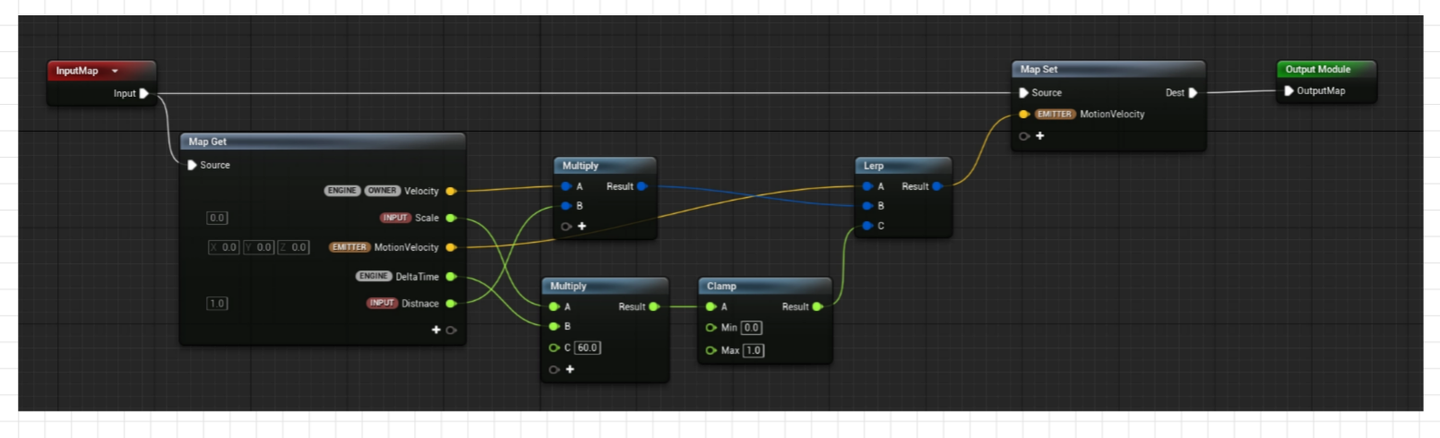 InputMap
Input
Map Get
Source
ENGINE OWNER Velocity
0.0 INPUT Scale
X 0.0 Y 0.0 Z 0.0 EMITTER MotionVelocity
ENGINE DeltaTime
1.0 INPUT Distnace
Multiply
A Result
B
Multiply
A Result
B
C 60.0
Clamp
A Result
Min 0.0
Max 1.0
Lerp
A Result
B
C
Map Set
Source Dest
EMITTER MotionVelocity
Output Module
OutputMap